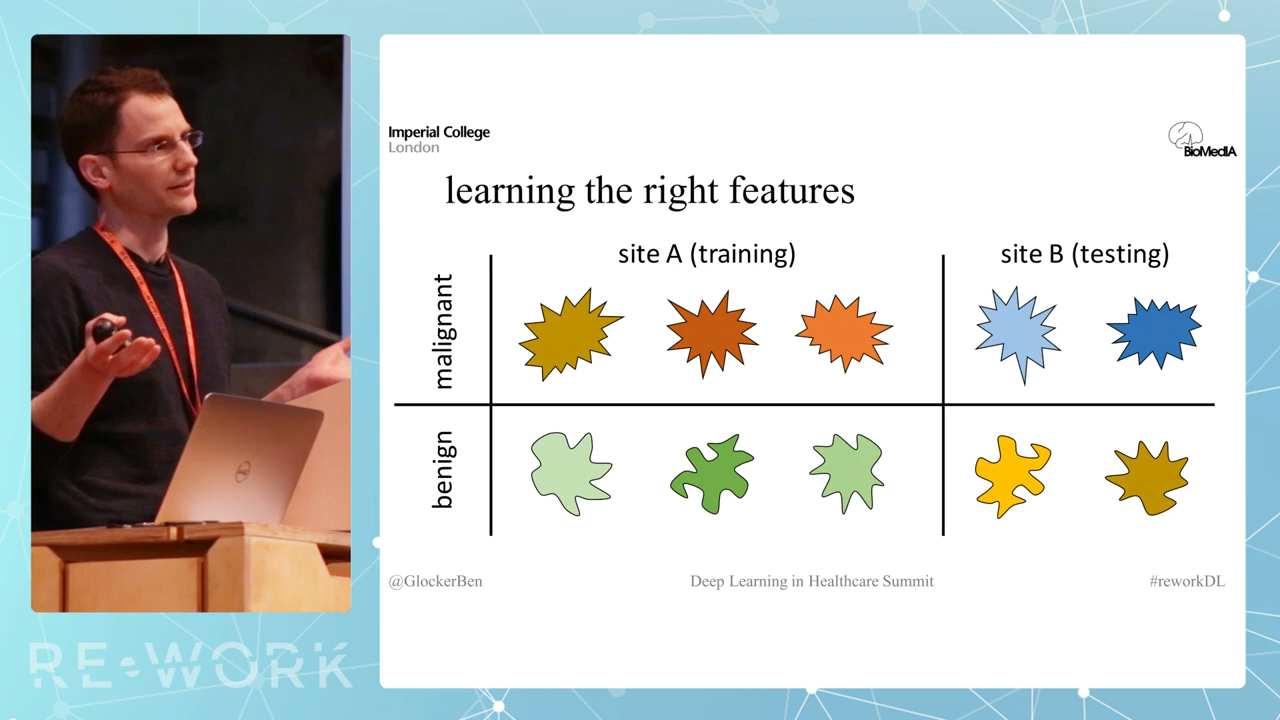 Imperial College
London
BioMedIA
learning the right features
site A (training)
site B (testing)
malignant
benign
@GlockerBen
Deep Learning in Healthcare Summit
#reworkDL
RE•WORK
DELL